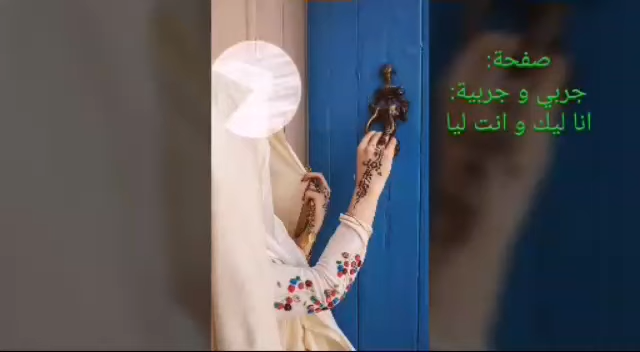 صفحة:
جربي و جربية:
انا ليك و انت ليا